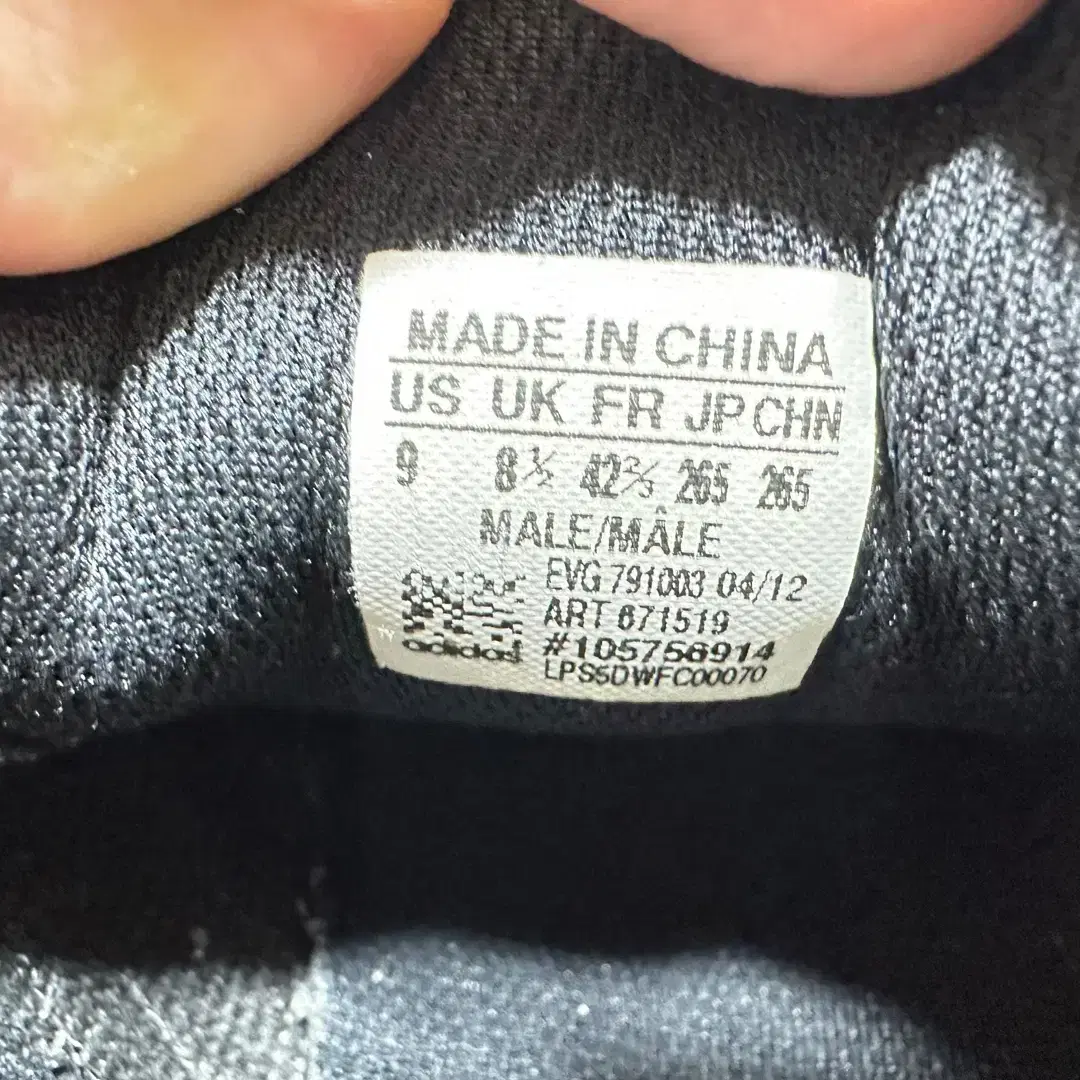 MADE IN CHINA
US UK FR JP CHN
9 8½ 42⅔ 265 265
MALE/MÂLE
EVG 791003 04/12
ART 671519
#105756914
adidas LPS5DWFC00070